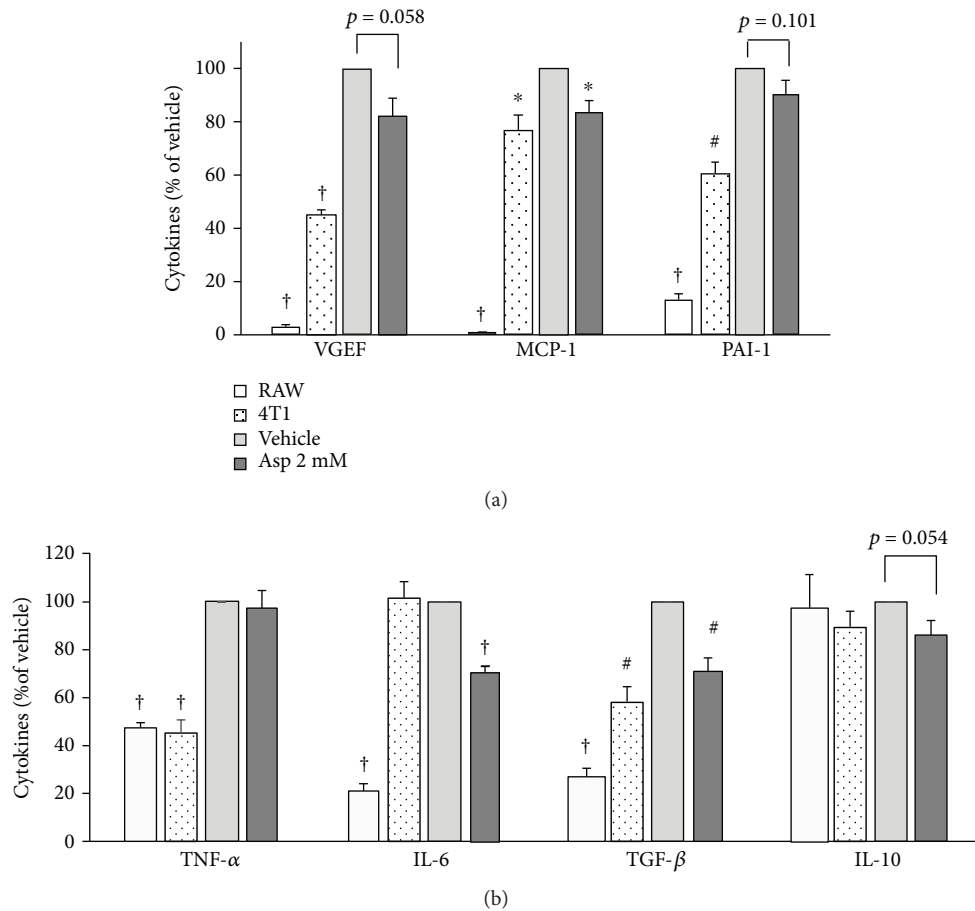 p = 0.058
p = 0.101
Cytokines (% of vehicle)
100
80
60
40
20
0
†
†
†
*
*
†
#
VGEF
MCP-1
PAI-1
RAW
4T1
Vehicle
Asp 2 mM
(a)
p = 0.054
Cytokines (%of vehicle)
120
100
80
60
40
20
0
†
†
†
†
†
#
#
TNF-α
IL-6
TGF-β
IL-10
(b)